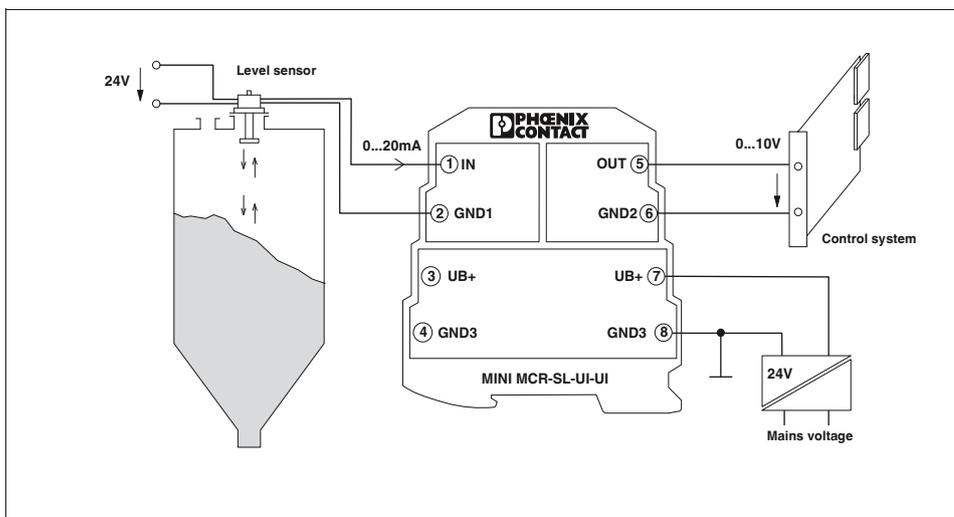 24V
Level sensor
0...20mA
PHŒNIX
CONTACT
1 IN
2 GND1
OUT 5
GND2 6
0...10V
Control system
3 UB+
4 GND3
UB+ 7
GND3 8
MINI MCR-SL-UI-UI
24V
Mains voltage